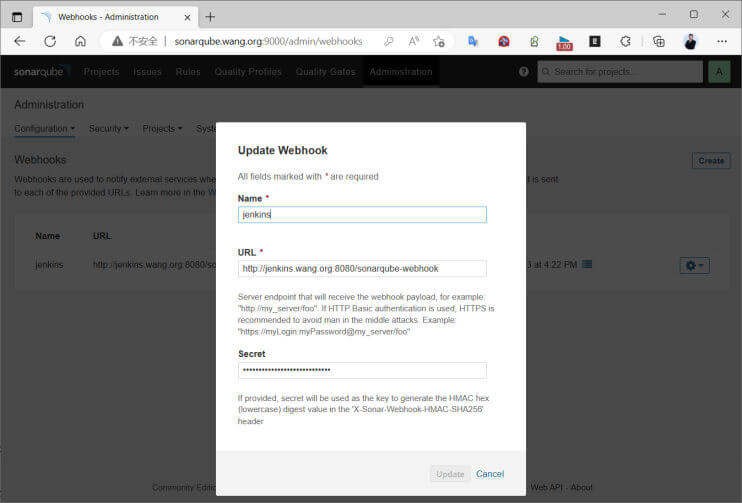 Webhooks - Administration
不安全 | sonarqube.wang.org:9000/admin/webhooks
1.00
sonarqube Projects Issues Rules Quality Profiles Quality Gates Administration ? Search for projects... A
Administration
Configuration Security Projects
Webhooks
Create
Webhooks are used to notify external services
is sent
to each of the provided URLs. Learn more in the
Name URL
jenkins http://jenkins.wang.org:8080/
at 4:22 PM
Update Webhook
All fields marked with * are required
Name *
jenkins
URL *
http://jenkins.wang.org:8080/sonarqube-webhook
Server endpoint that will receive the webhook payload, for example:
"http://my_server/foo". If HTTP Basic authentication is used, HTTPS is
recommended to avoid man in the middle attacks. Example:
"https://myLogin:myPassword@my_server/foo"
Secret
If provided, secret will be used as the key to generate the HMAC hex
(lowercase) digest value in the 'X-Sonar-Webhook-HMAC-SHA256'
header
Update Cancel
Community Web API - About